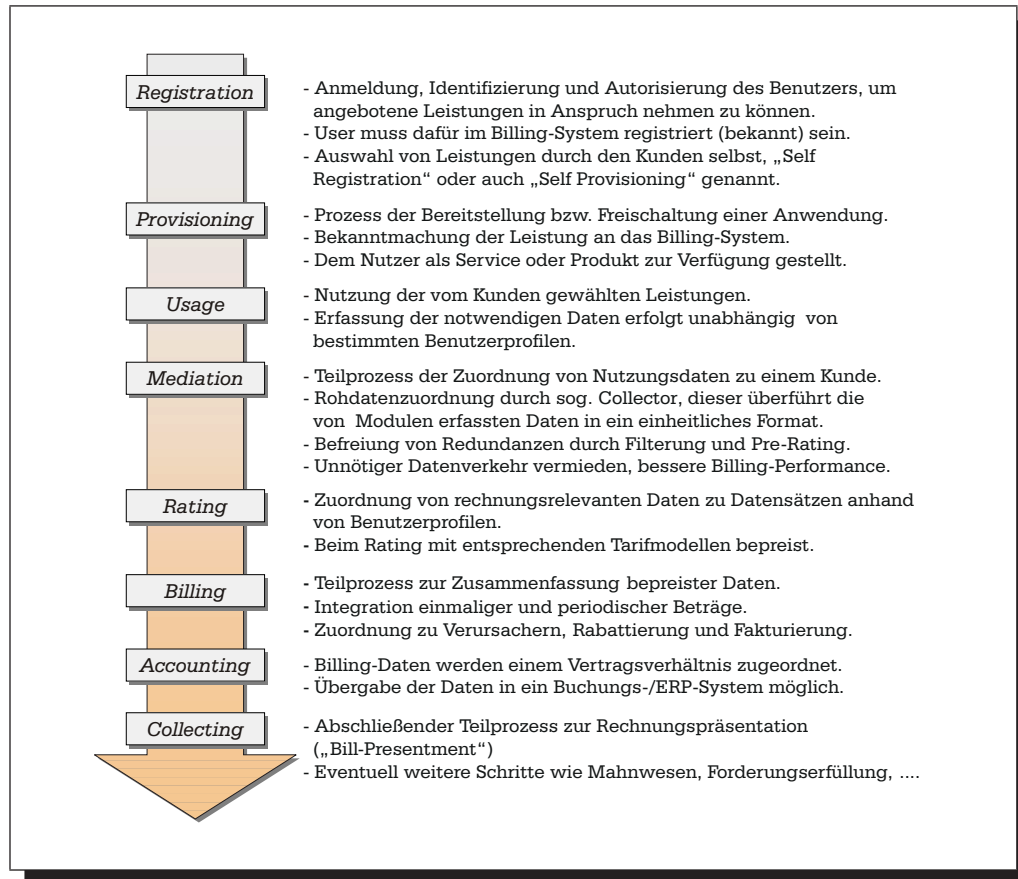 Registration
- Anmeldung, Identifizierung und Autorisierung des Benutzers, um
angebotene Leistungen in Anspruch nehmen zu können.
- User muss dafür im Billing-System registriert (bekannt) sein.
- Auswahl von Leistungen durch den Kunden selbst, „Self
Registration“ oder auch „Self Provisioning“ genannt.
Provisioning
- Prozess der Bereitstellung bzw. Freischaltung einer Anwendung.
- Bekanntmachung der Leistung an das Billing-System.
- Dem Nutzer als Service oder Produkt zur Verfügung gestellt.
Usage
- Nutzung der vom Kunden gewählten Leistungen.
- Erfassung der notwendigen Daten erfolgt unabhängig von
bestimmten Benutzerprofilen.
Mediation
- Teilprozess der Zuordnung von Nutzungsdaten zu einem Kunde.
- Rohdatenzuordnung durch sog. Collector, dieser überführt die
von Modulen erfassten Daten in ein einheitliches Format.
- Befreiung von Redundanzen durch Filterung und Pre-Rating.
- Unnötiger Datenverkehr vermieden, bessere Billing-Performance.
Rating
- Zuordnung von rechnungsrelevanten Daten zu Datensätzen anhand
von Benutzerprofilen.
- Beim Rating mit entsprechenden Tarifmodellen bepreist.
Billing
- Teilprozess zur Zusammenfassung bepreister Daten.
- Integration einmaliger und periodischer Beträge.
- Zuordnung zu Verursachern, Rabattierung und Fakturierung.
Accounting
- Billing-Daten werden einem Vertragsverhältnis zugeordnet.
- Übergabe der Daten in ein Buchungs-/ERP-System möglich.
Collecting
- Abschließender Teilprozess zur Rechnungspräsentation
(„Bill-Presentment“)
- Eventuell weitere Schritte wie Mahnwesen, Forderungserfüllung, ....